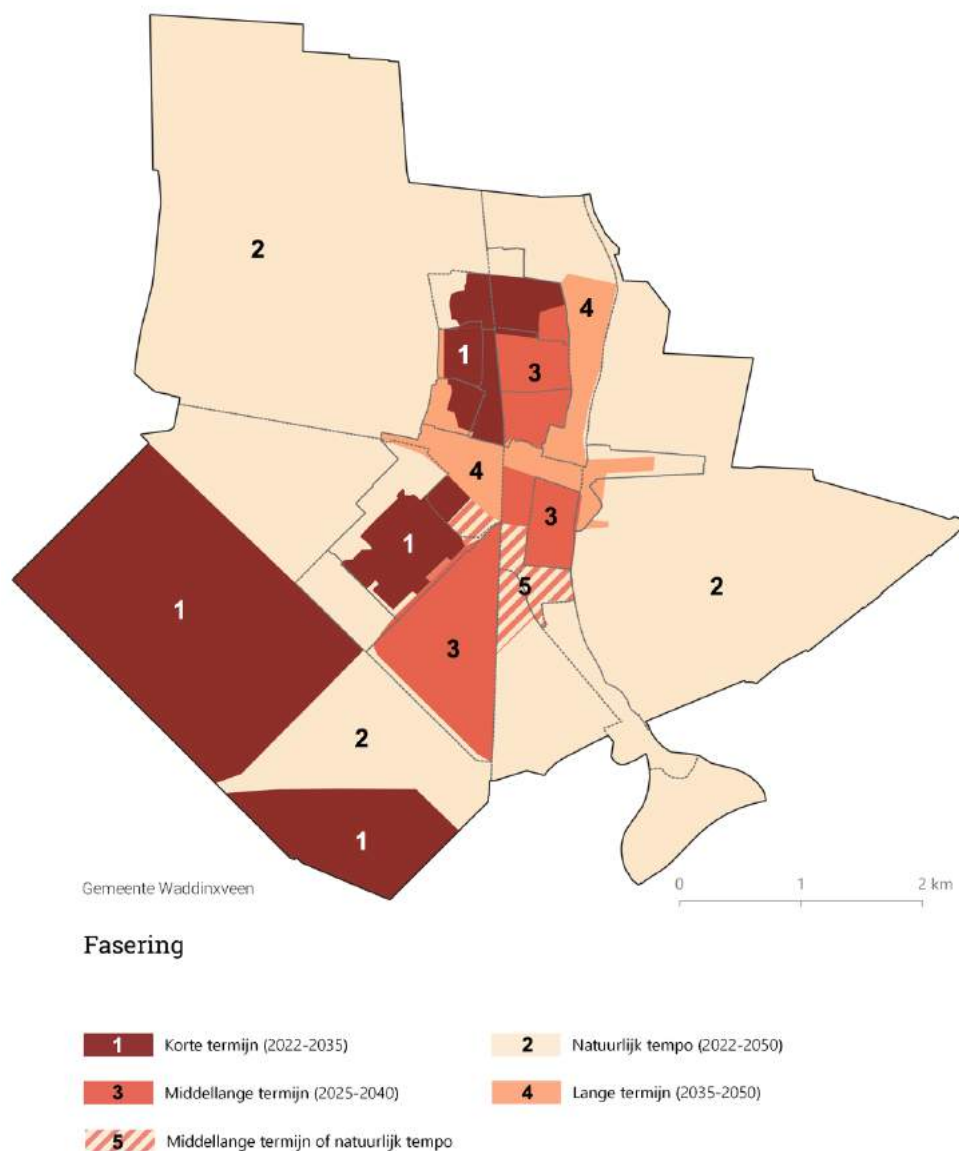 2
4
1
3
4
3
1
5
2
1
3
2
1
Gemeente Waddinxveen
0 1 2 km
Fasering
1 Korte termijn (2022-2035)
2 Natuurlijk tempo (2022-2050)
3 Middellange termijn (2025-2040)
4 Lange termijn (2035-2050)
5 Middellange termijn of natuurlijk tempo